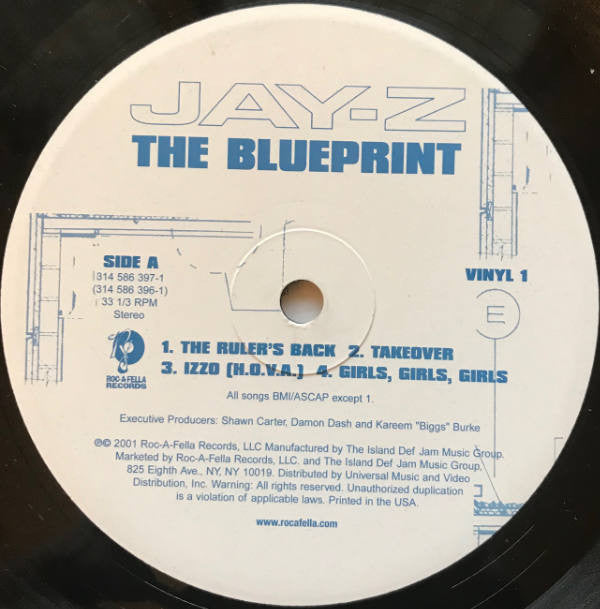 JAY-Z
THE BLUEPRINT
SIDE A
314 586 397-1
(314 586 396-1)
33 1/3 RPM
Stereo
VINYL 1
E
ROC-A-FELLA
RECORDS
1. THE RULER'S BACK 2. TAKEOVER
3. IZZO (H.O.V.A.) 4. GIRLS, GIRLS, GIRLS
All songs BMI/ASCAP except 1.
Executive Producers: Shawn Carter, Damon Dash and Kareem "Biggs" Burke
℗© 2001 Roc-A-Fella Records, LLC Manufactured by The Island Def Jam Music Group.
Marketed by Roc-A-Fella Records, LLC. and The Island Def Jam Music Group,
825 Eighth Ave., NY, NY 10019. Distributed by Universal Music and Video
Distribution, Inc. Warning: All rights reserved. Unauthorized duplication
is a violation of applicable laws. Printed in the USA.
www.rocafella.com